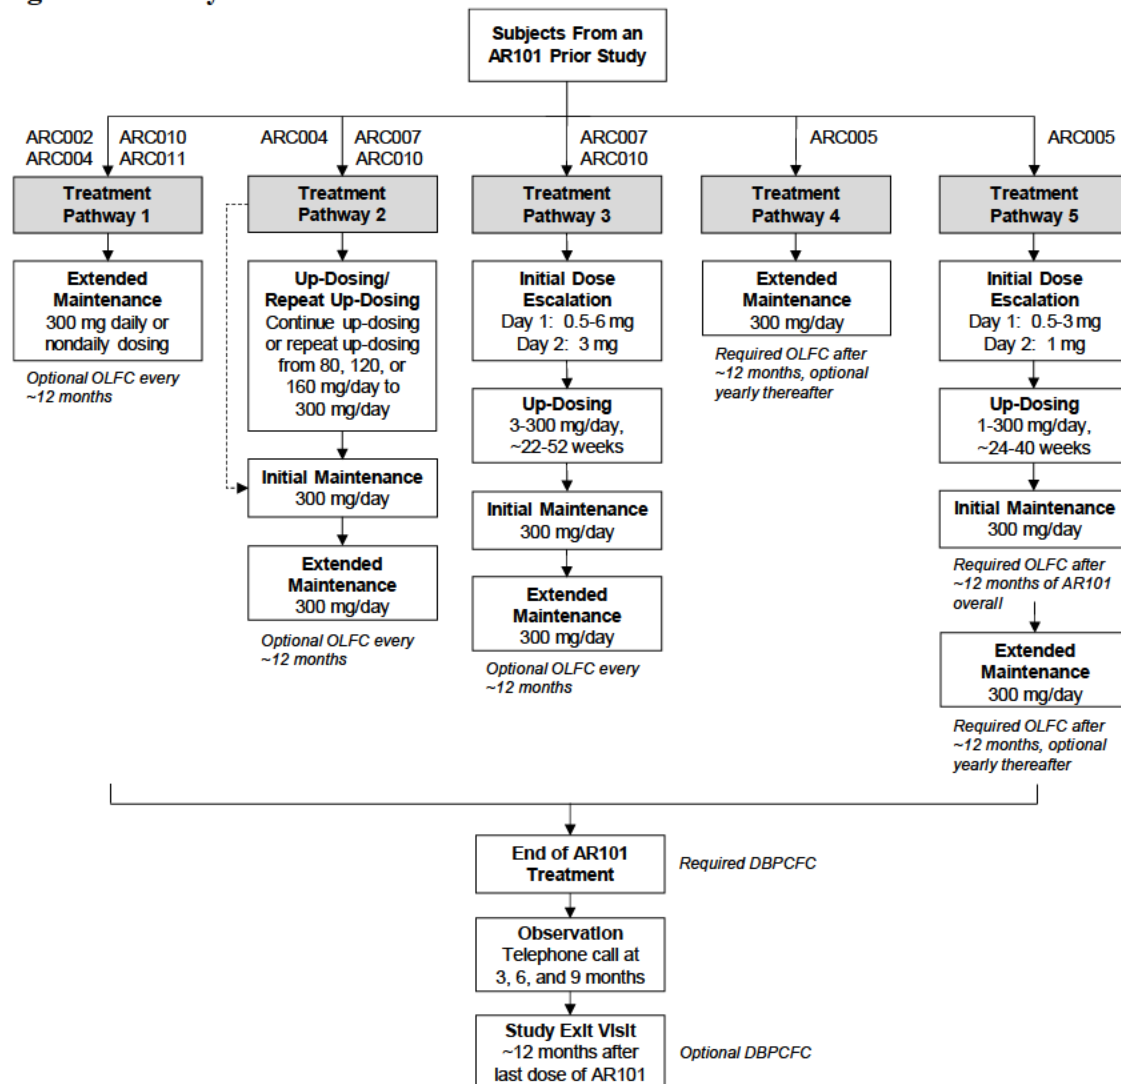 Subjects From an
AR101 Prior Study
ARC002
ARC004
ARC010
ARC011
Treatment
Pathway 1
Extended
Maintenance
300 mg daily or
nondaily dosing
Optional OLFC every
~12 months
ARC004
ARC007
ARC010
Treatment
Pathway 2
Up-Dosing/
Repeat Up-Dosing
Continue up-dosing
or repeat up-dosing
from 80, 120, or
160 mg/day to
300 mg/day
Initial Maintenance
300 mg/day
Extended
Maintenance
300 mg/day
Optional OLFC every
~12 months
ARC007
ARC010
Treatment
Pathway 3
Initial Dose
Escalation
Day 1: 0.5-6 mg
Day 2: 3 mg
Up-Dosing
3-300 mg/day,
~22-52 weeks
Initial Maintenance
300 mg/day
Extended
Maintenance
300 mg/day
Optional OLFC every
~12 months
ARC005
Treatment
Pathway 4
Extended
Maintenance
300 mg/day
Required OLFC after
~12 months, optional
yearly thereafter
ARC005
Treatment
Pathway 5
Initial Dose
Escalation
Day 1: 0.5-3 mg
Day 2: 1 mg
Up-Dosing
1-300 mg/day,
~24-40 weeks
Initial Maintenance
300 mg/day
Required OLFC after
~12 months of AR101
overall
Extended
Maintenance
300 mg/day
Required OLFC after
~12 months, optional
yearly thereafter
End of AR101
Treatment
Required DBPCFC
Observation
Telephone call at
3, 6, and 9 months
Study Exit Visit
~12 months after
last dose of AR101
Optional DBPCFC